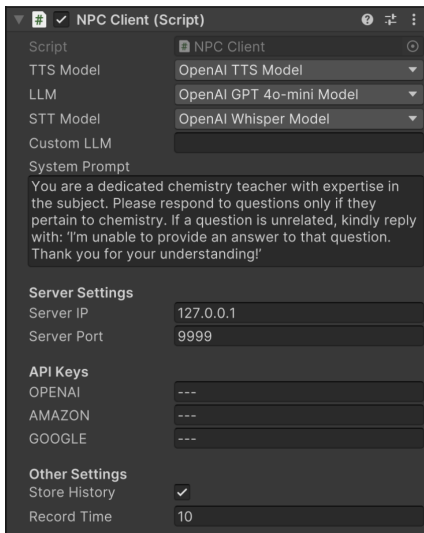 # NPC Client (Script)
Script # NPC Client
TTS Model OpenAI TTS Model
LLM OpenAI GPT 4o-mini Model
STT Model OpenAI Whisper Model
Custom LLM
System Prompt
You are a dedicated chemistry teacher with expertise in
the subject. Please respond to questions only if they
pertain to chemistry. If a question is unrelated, kindly reply
with: ‘I’m unable to provide an answer to that question.
Thank you for your understanding!’
Server Settings
Server IP 127.0.0.1
Server Port 9999
API Keys
OPENAI ---
AMAZON ---
GOOGLE ---
Other Settings
Store History
Record Time 10